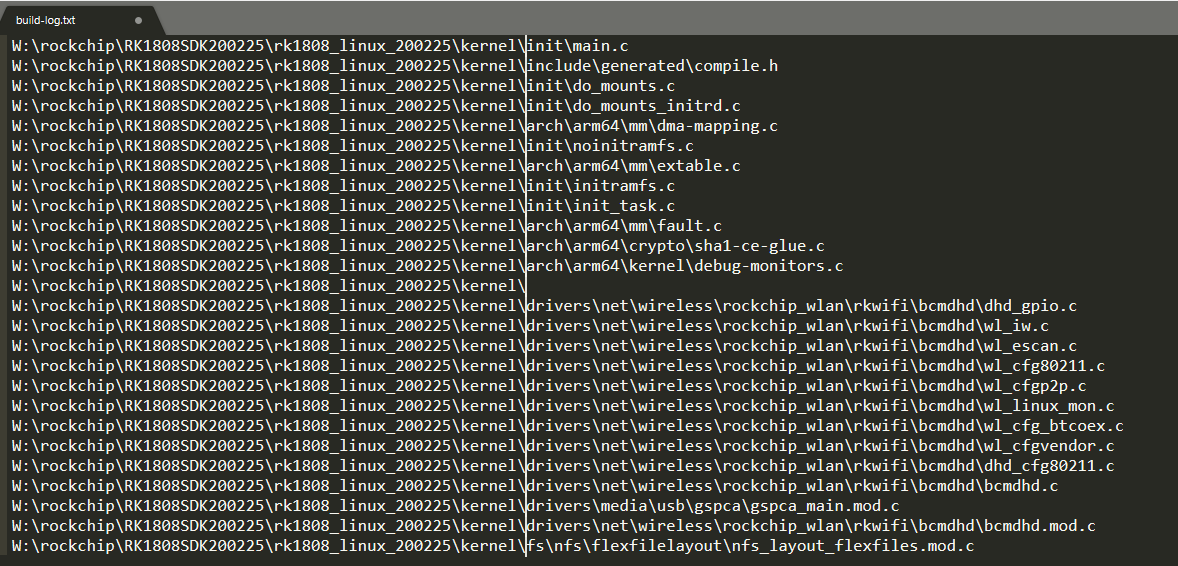 build-log.txt
W:\rockchip\RK1808SDK200225\rk1808_linux_200225\kernel\init\main.c
W:\rockchip\RK1808SDK200225\rk1808_linux_200225\kernel\include\generated\compile.h
W:\rockchip\RK1808SDK200225\rk1808_linux_200225\kernel\init\do_mounts.c
W:\rockchip\RK1808SDK200225\rk1808_linux_200225\kernel\init\do_mounts_initrd.c
W:\rockchip\RK1808SDK200225\rk1808_linux_200225\kernel\arch\arm64\mm\dma-mapping.c
W:\rockchip\RK1808SDK200225\rk1808_linux_200225\kernel\init\noinitramfs.c
W:\rockchip\RK1808SDK200225\rk1808_linux_200225\kernel\arch\arm64\mm\extable.c
W:\rockchip\RK1808SDK200225\rk1808_linux_200225\kernel\init\initramfs.c
W:\rockchip\RK1808SDK200225\rk1808_linux_200225\kernel\init\init_task.c
W:\rockchip\RK1808SDK200225\rk1808_linux_200225\kernel\arch\arm64\mm\fault.c
W:\rockchip\RK1808SDK200225\rk1808_linux_200225\kernel\arch\arm64\crypto\sha1-ce-glue.c
W:\rockchip\RK1808SDK200225\rk1808_linux_200225\kernel\arch\arm64\kernel\debug-monitors.c
W:\rockchip\RK1808SDK200225\rk1808_linux_200225\kernel\
W:\rockchip\RK1808SDK200225\rk1808_linux_200225\kernel\drivers\net\wireless\rockchip_wlan\rkwifi\bcmdhd\dhd_gpio.c
W:\rockchip\RK1808SDK200225\rk1808_linux_200225\kernel\drivers\net\wireless\rockchip_wlan\rkwifi\bcmdhd\wl_iw.c
W:\rockchip\RK1808SDK200225\rk1808_linux_200225\kernel\drivers\net\wireless\rockchip_wlan\rkwifi\bcmdhd\wl_escan.c
W:\rockchip\RK1808SDK200225\rk1808_linux_200225\kernel\drivers\net\wireless\rockchip_wlan\rkwifi\bcmdhd\wl_cfg80211.c
W:\rockchip\RK1808SDK200225\rk1808_linux_200225\kernel\drivers\net\wireless\rockchip_wlan\rkwifi\bcmdhd\wl_cfgp2p.c
W:\rockchip\RK1808SDK200225\rk1808_linux_200225\kernel\drivers\net\wireless\rockchip_wlan\rkwifi\bcmdhd\wl_linux_mon.c
W:\rockchip\RK1808SDK200225\rk1808_linux_200225\kernel\drivers\net\wireless\rockchip_wlan\rkwifi\bcmdhd\wl_cfg_btcoex.c
W:\rockchip\RK1808SDK200225\rk1808_linux_200225\kernel\drivers\net\wireless\rockchip_wlan\rkwifi\bcmdhd\wl_cfgvendor.c
W:\rockchip\RK1808SDK200225\rk1808_linux_200225\kernel\drivers\net\wireless\rockchip_wlan\rkwifi\bcmdhd\dhd_cfg80211.c
W:\rockchip\RK1808SDK200225\rk1808_linux_200225\kernel\drivers\net\wireless\rockchip_wlan\rkwifi\bcmdhd\bcmdhd.c
W:\rockchip\RK1808SDK200225\rk1808_linux_200225\kernel\drivers\media\usb\gspca\gspca_main.mod.c
W:\rockchip\RK1808SDK200225\rk1808_linux_200225\kernel\drivers\net\wireless\rockchip_wlan\rkwifi\bcmdhd\bcmdhd.mod.c
W:\rockchip\RK1808SDK200225\rk1808_linux_200225\kernel\fs\nfs\flexfilelayout\nfs_layout_flexfiles.mod.c